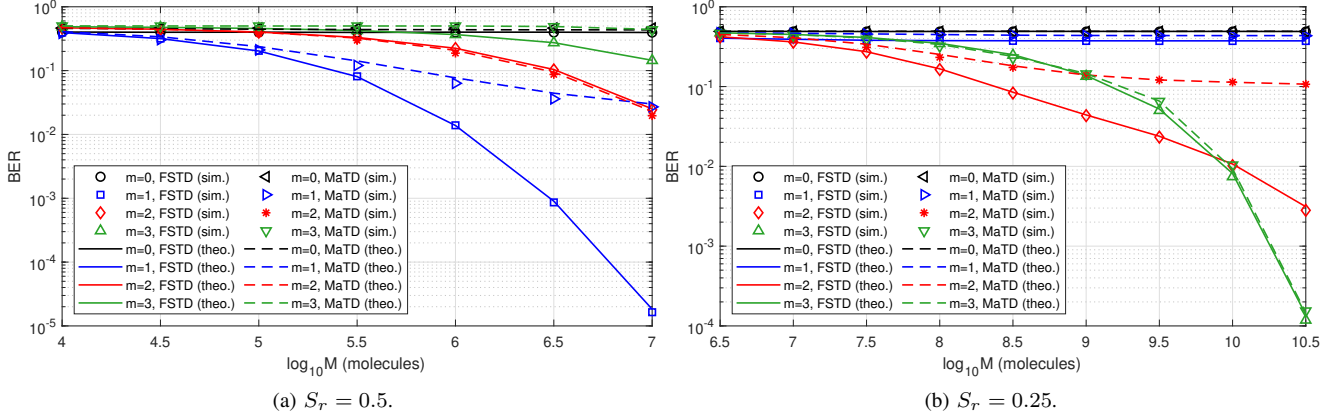 10^0
10^-1
10^-2
10^-3
10^-4
10^-5
BER
m=0, FSTD (sim.)
m=1, FSTD (sim.)
m=2, FSTD (sim.)
m=3, FSTD (sim.)
m=0, FSTD (theo.)
m=1, FSTD (theo.)
m=2, FSTD (theo.)
m=3, FSTD (theo.)
m=0, MaTD (sim.)
m=1, MaTD (sim.)
m=2, MaTD (sim.)
m=3, MaTD (sim.)
m=0, MaTD (theo.)
m=1, MaTD (theo.)
m=2, MaTD (theo.)
m=3, MaTD (theo.)
4 4.5 5 5.5 6 6.5 7
log_10 M (molecules)
(a) S_r = 0.5.
10^0
10^-1
10^-2
10^-3
10^-4
BER
m=0, FSTD (sim.)
m=1, FSTD (sim.)
m=2, FSTD (sim.)
m=3, FSTD (sim.)
m=0, FSTD (theo.)
m=1, FSTD (theo.)
m=2, FSTD (theo.)
m=3, FSTD (theo.)
m=0, MaTD (sim.)
m=1, MaTD (sim.)
m=2, MaTD (sim.)
m=3, MaTD (sim.)
m=0, MaTD (theo.)
m=1, MaTD (theo.)
m=2, MaTD (theo.)
m=3, MaTD (theo.)
6.5 7 7.5 8 8.5 9 9.5 10 10.5
log_10 M (molecules)
(b) S_r = 0.25.